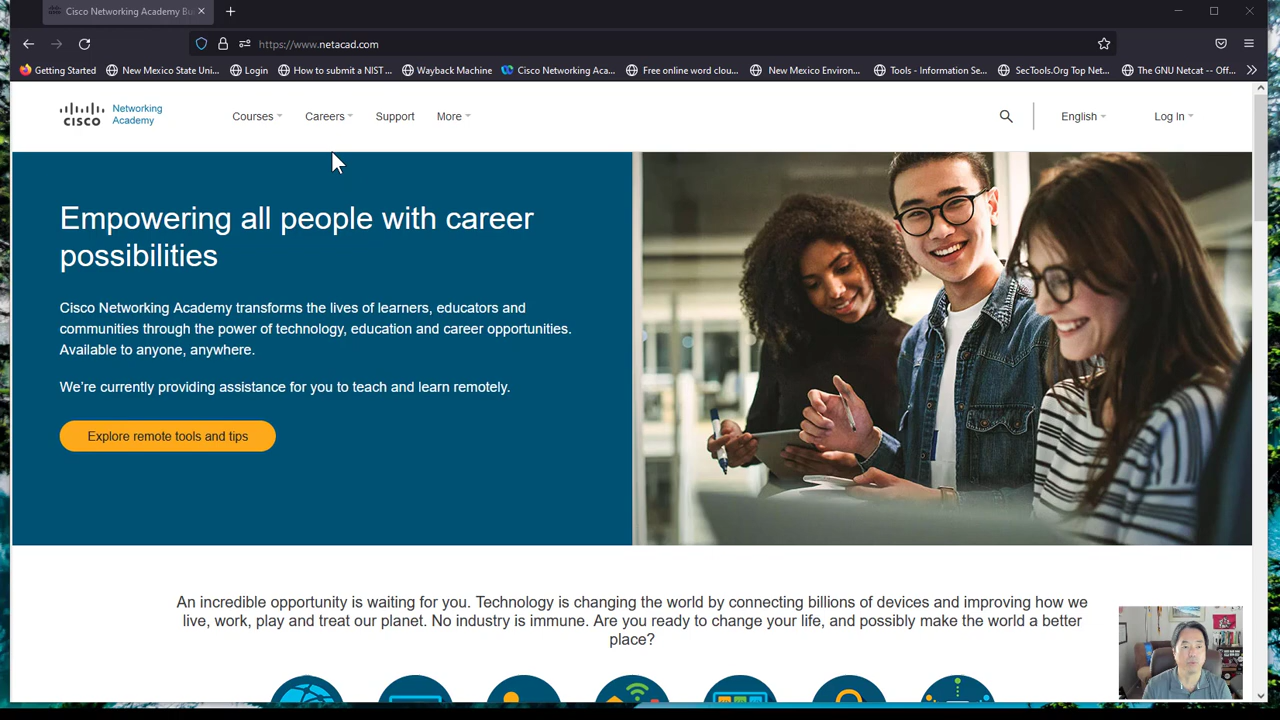 Cisco Networking Academy Bu
https://www.netacad.com
Getting Started
New Mexico State Uni...
Login
How to submit a NIST ...
Wayback Machine
Cisco Networking Aca...
Free online word clou...
New Mexico Environ...
Tools - Information Se...
SecTools.Org Top Net...
The GNU Netcat -- Off...
CISCO
Networking
Academy
Courses
Careers
Support
More
English
Log In
Empowering all people with career
possibilities
Cisco Networking Academy transforms the lives of learners, educators and
communities through the power of technology, education and career opportunities.
Available to anyone, anywhere.
We're currently providing assistance for you to teach and learn remotely.
Explore remote tools and tips
An incredible opportunity is waiting for you. Technology is changing the world by connecting billions of devices and improving how we
live, work, play and treat our planet. No industry is immune. Are you ready to change your life, and possibly make the world a better
place?